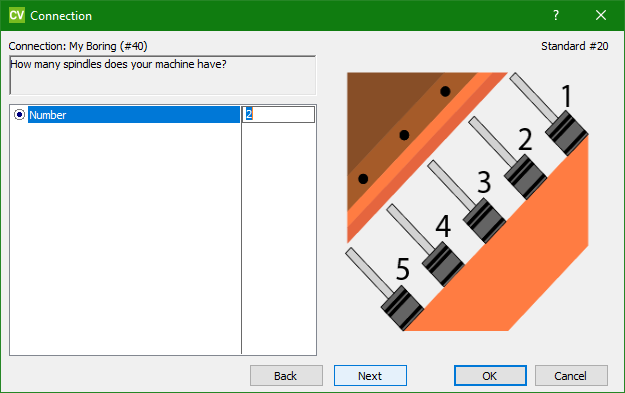 CV Connection ?
Connection: My Boring (#40) Standard #20
How many spindles does your machine have?
Number 2
1
2
3
4
5
Back Next OK Cancel